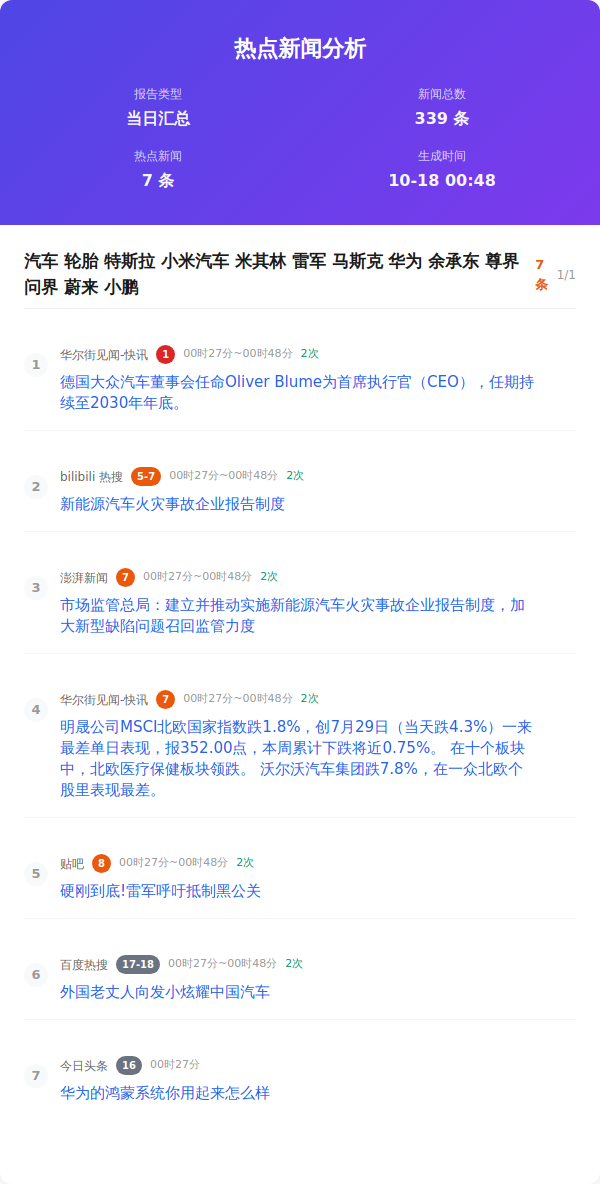 热点新闻分析
报告类型
当日汇总
新闻总数
339 条
热点新闻
7 条
生成时间
10-18 00:48
汽车 轮胎 特斯拉 小米汽车 米其林 雷军 马斯克 华为 余承东 尊界
问界 蔚来 小鹏
7
条
1/1
1
华尔街见闻-快讯 1 00时27分~00时48分 2次
德国大众汽车董事会任命Oliver Blume为首席执行官（CEO），任期持
续至2030年年底。
2
bilibili 热搜 5-7 00时27分~00时48分 2次
新能源汽车火灾事故企业报告制度
3
澎湃新闻 7 00时27分~00时48分 2次
市场监管总局：建立并推动实施新能源汽车火灾事故企业报告制度，加
大新型缺陷问题召回监管力度
4
华尔街见闻-快讯 7 00时27分~00时48分 2次
明晟公司MSCI北欧国家指数跌1.8%，创7月29日（当天跌4.3%）一来
最差单日表现，报352.00点，本周累计下跌将近0.75%。 在十个板块
中，北欧医疗保健板块领跌。 沃尔沃汽车集团跌7.8%，在一众北欧个
股里表现最差。
5
贴吧 8 00时27分~00时48分 2次
硬刚到底!雷军呼吁抵制黑公关
6
百度热搜 17-18 00时27分~00时48分 2次
外国老丈人向发小炫耀中国汽车
7
今日头条 16 00时27分
华为的鸿蒙系统你用起来怎么样